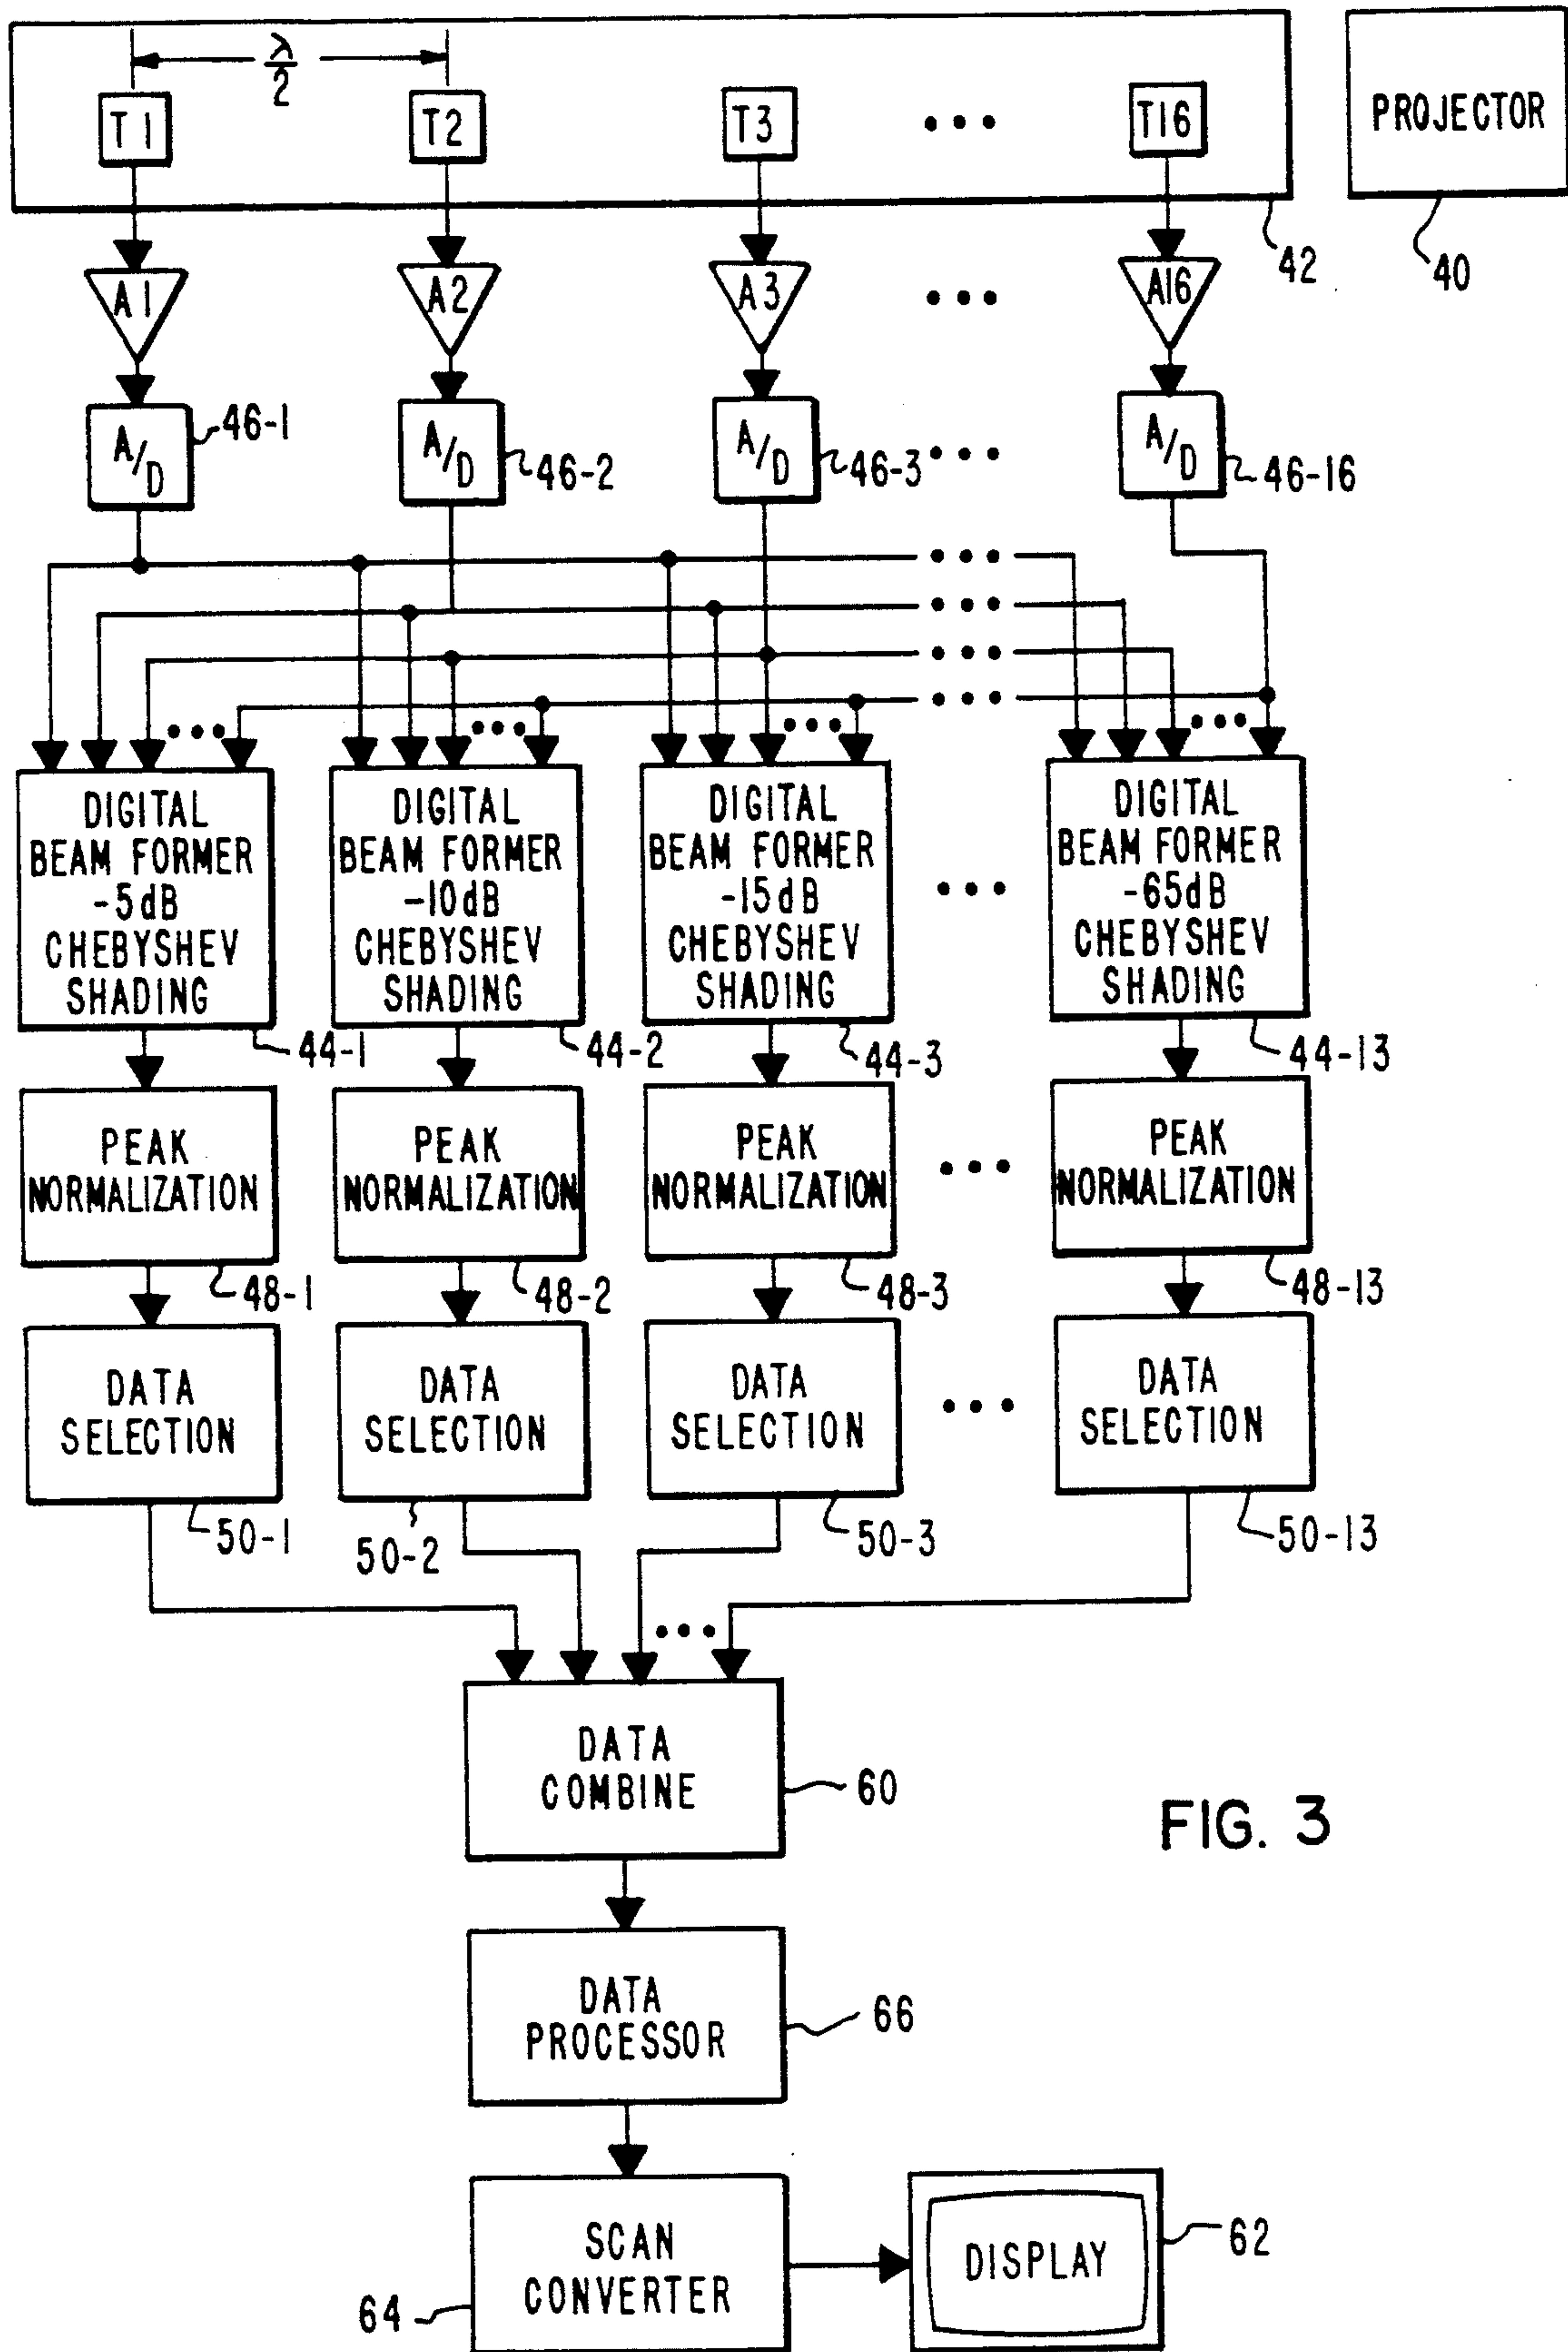 λ/2
T1 T2 T3 ••• T16
PROJECTOR
42
40
A1 A2 A3 ••• A16
A/D A/D A/D A/D
46-1
46-2 46-3 ••• 46-16
DIGITAL
BEAM FORMER
-5dB
CHEBYSHEV
SHADING
DIGITAL
BEAM FORMER
-10dB
CHEBYSHEV
SHADING
DIGITAL
BEAM FORMER
-15dB
CHEBYSHEV
SHADING
•••
DIGITAL
BEAM FORMER
-65dB
CHEBYSHEV
SHADING
44-1 44-2 44-3 44-13
PEAK
NORMALIZATION
PEAK
NORMALIZATION
PEAK
NORMALIZATION
•••
PEAK
NORMALIZATION
48-1 48-2 48-3 48-13
DATA
SELECTION
DATA
SELECTION
DATA
SELECTION
•••
DATA
SELECTION
50-1 50-2 50-3 50-13
DATA
COMBINE
60
FIG. 3
DATA
PROCESSOR
66
SCAN
CONVERTER
64
DISPLAY
62